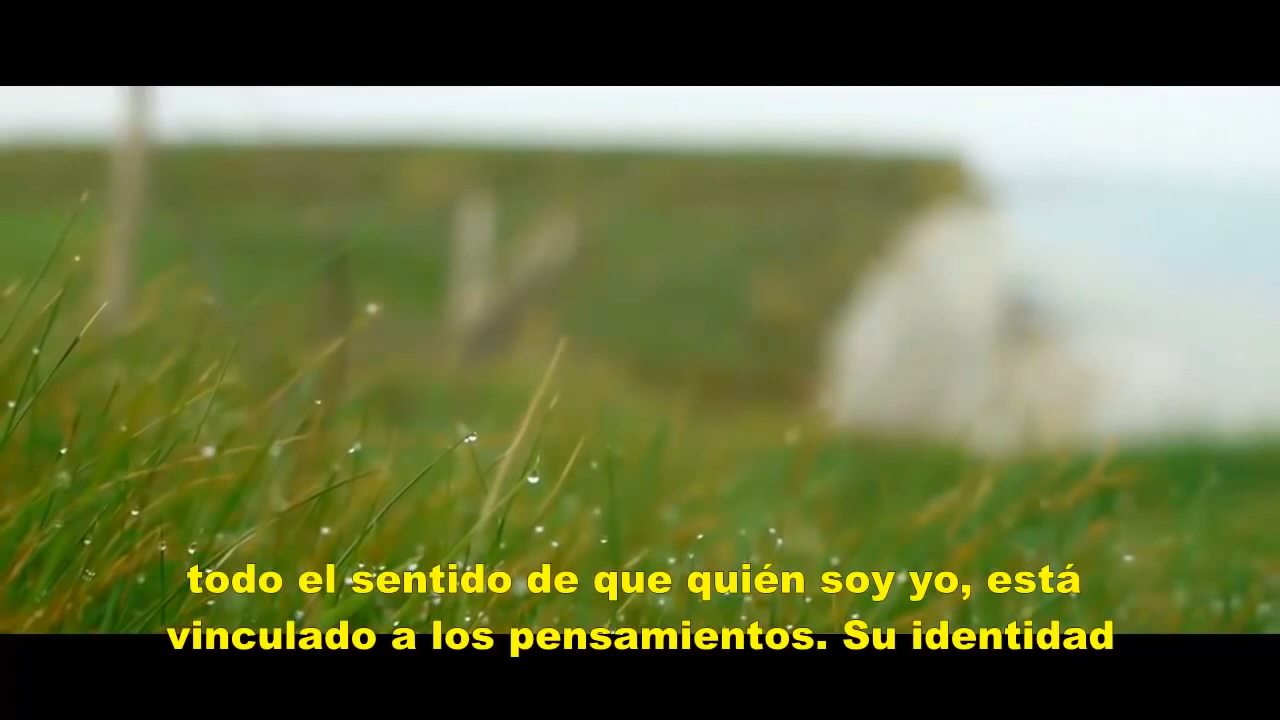 todo el sentido de que quién soy yo, está
vinculado a los pensamientos. Su identidad